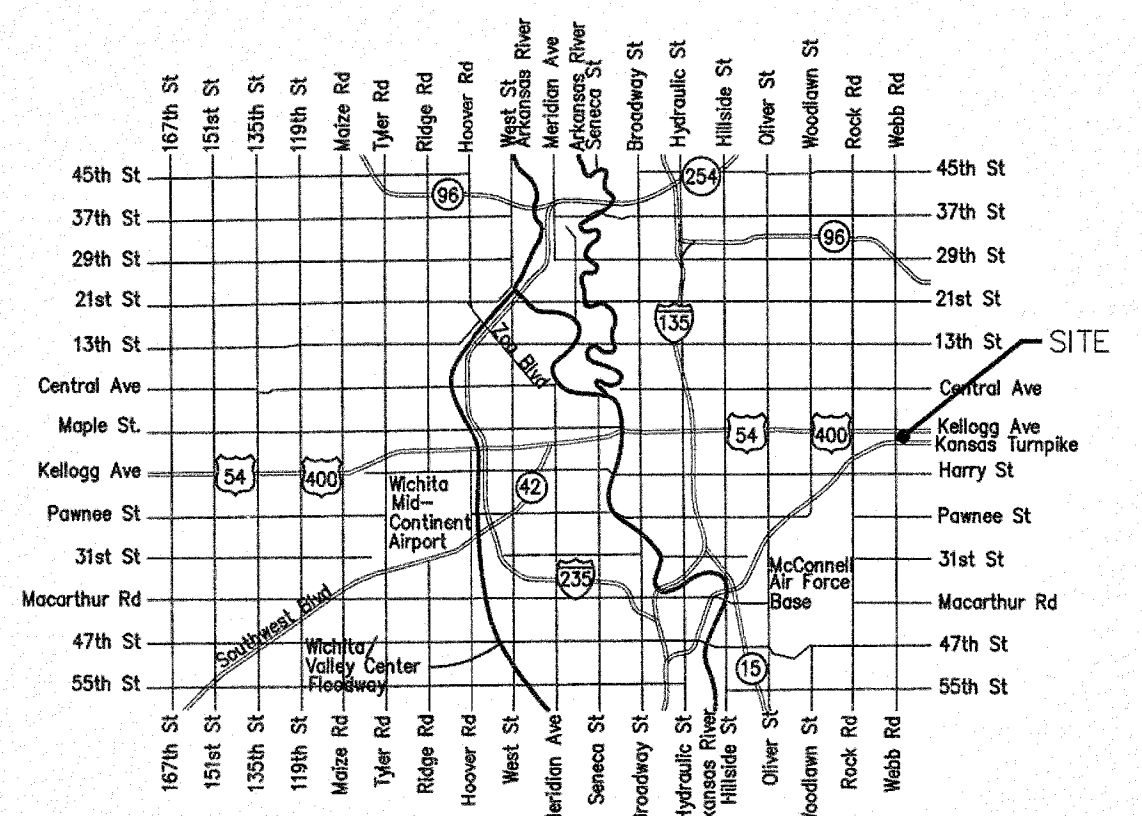 167th St
151st St
135th St
119th St
Maize Rd
Tyler Rd
Ridge Rd
Hoover Rd
West St
Arkansas River
Meridian Ave
Arkansas River
Seneca St
Broadway St
Hydraulic St
Hillside St
Oliver St
Woodlawn St
Rock Rd
Webb Rd
45th St
37th St
29th St
21st St
13th St
Central Ave
Maple St.
Kellogg Ave
Pawnee St
31st St
Macarthur Rd
47th St
55th St
96
254
96
135
Zoo Blvd
54
400
54
400
42
Wichita
Mid-
Continent
Airport
235
McConnell
Air Force
Base
Southwest Blvd
Wichita/
Valley Center
Floodway
15
45th St
37th St
29th St
21st St
13th St
SITE
Central Ave
Kellogg Ave
Kansas Turnpike
Harry St
Pawnee St
31st St
Macarthur Rd
47th St
55th St
167th St
151st St
135th St
119th St
Maize Rd
Tyler Rd
Ridge Rd
Hoover Rd
West St
eridian Ave
Seneca St
roadway St
Hydraulic St
kansas River
Hillside St
Oliver St
oodlawn St
Rock Rd
Webb Rd